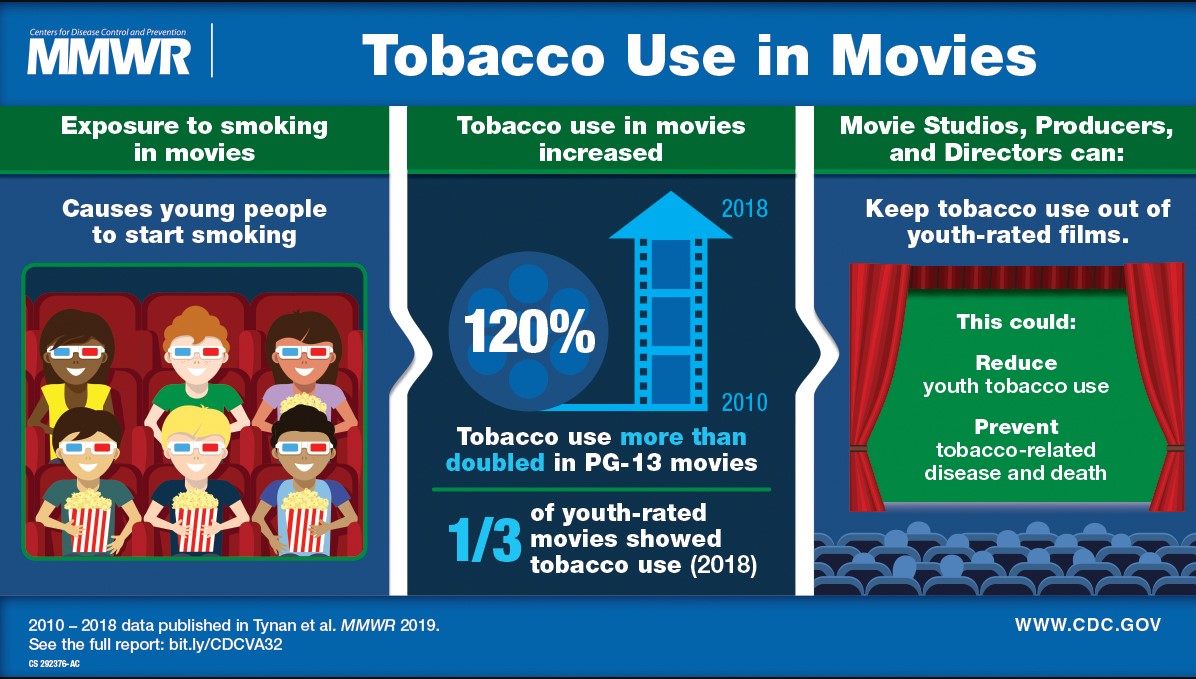 Centers for Disease Control and Prevention
MMWR
Tobacco Use in Movies
Exposure to smoking
in movies
Causes young people
to start smoking
Tobacco use in movies
increased
2018
120%
2010
Tobacco use more than
doubled in PG-13 movies
1/3
of youth-rated
movies showed
tobacco use (2018)
Movie Studios, Producers,
and Directors can:
Keep tobacco use out of
youth-rated films.
This could:
Reduce
youth tobacco use
Prevent
tobacco-related
disease and death
2010 – 2018 data published in Tynan et al. MMWR 2019.
See the full report: bit.ly/CDCVA32
CS 292376-AC
WWW.CDC.GOV